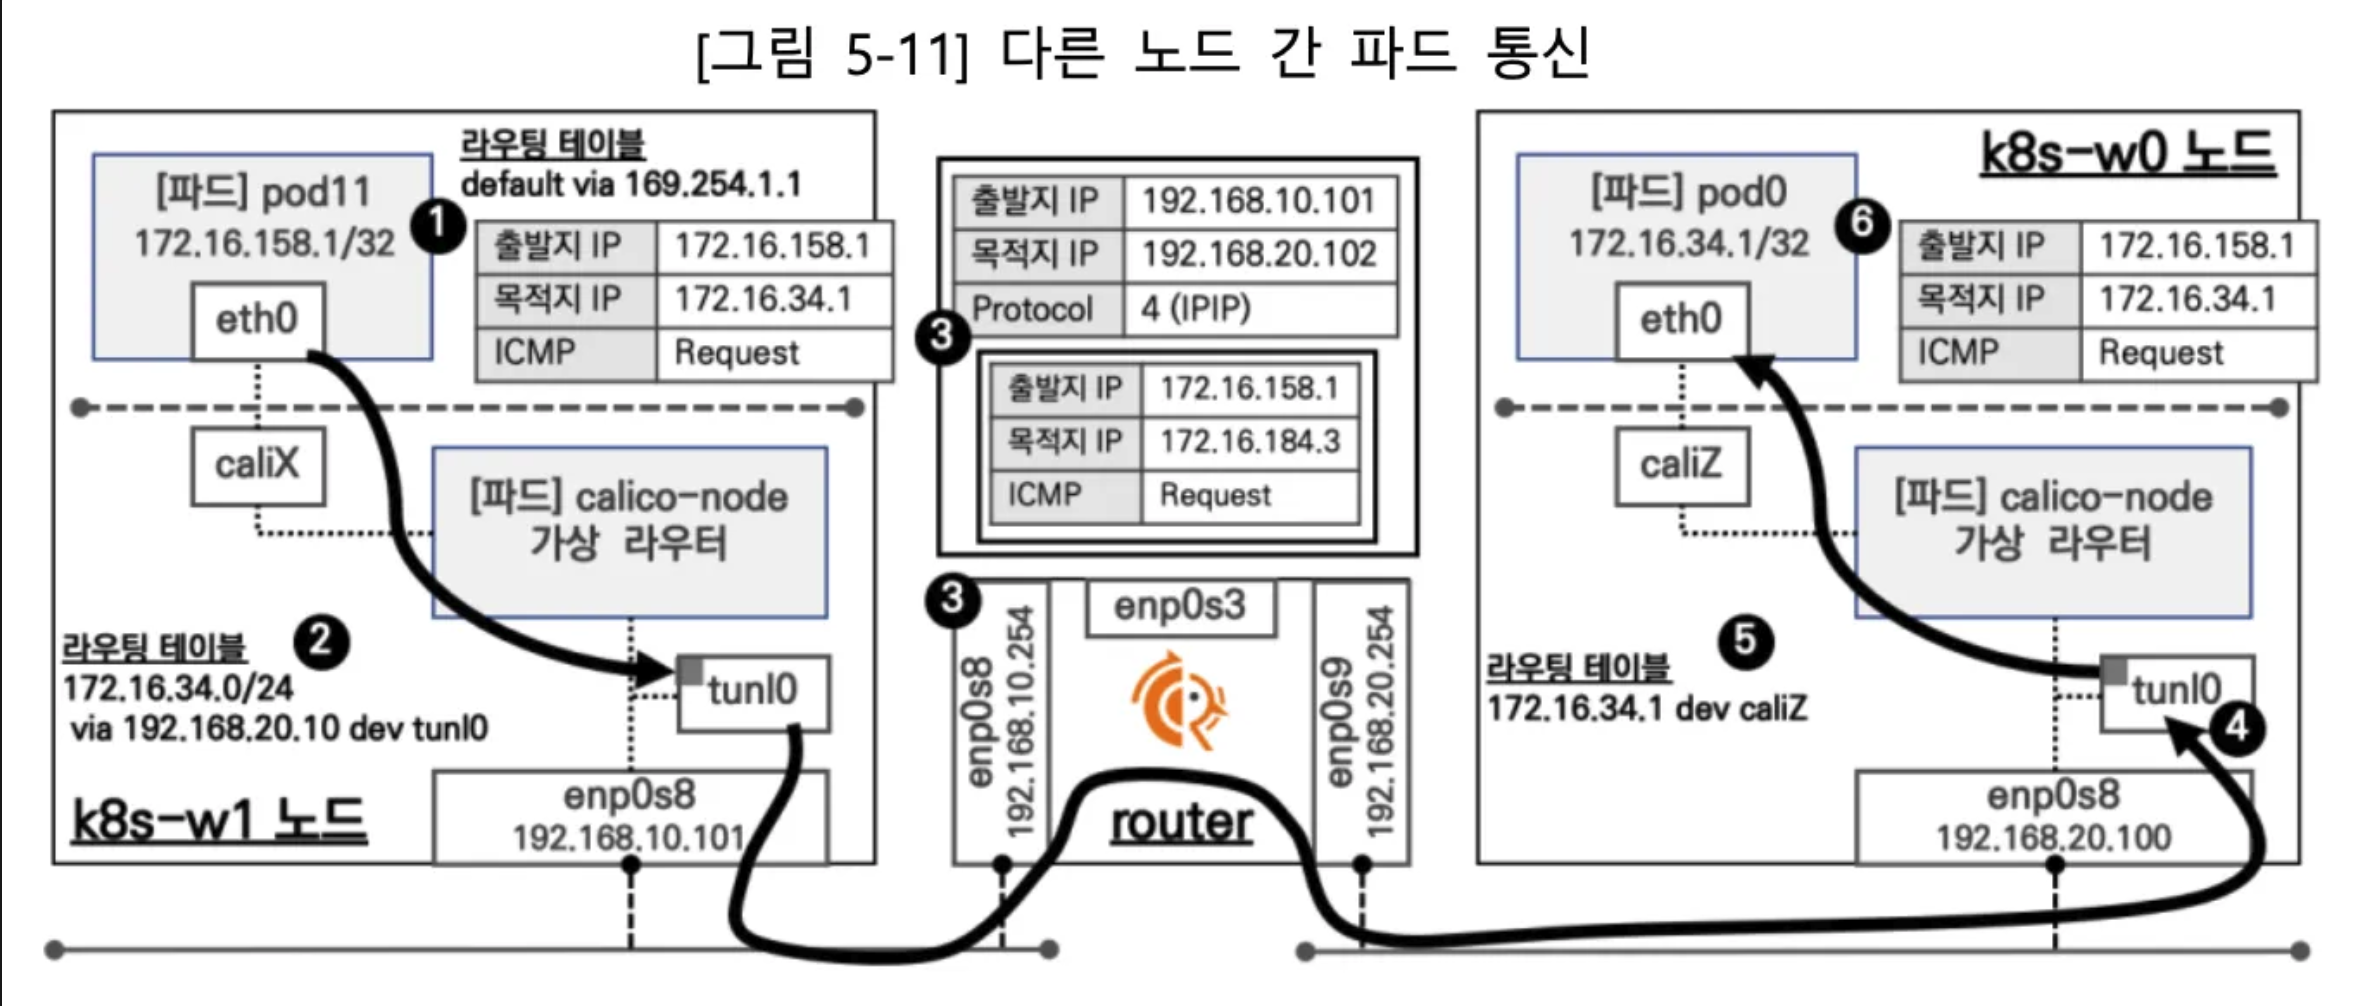 [그림 5-11] 다른 노드 간 파드 통신
[파드] pod11
172.16.158.1/32
eth0
caliX
라우팅 테이블
default via 169.254.1.1
1
출발지 IP 172.16.158.1
목적지 IP 172.16.34.1
ICMP Request
[파드] calico-node
가상 라우터
2
라우팅 테이블
172.16.34.0/24
via 192.168.20.10 dev tunl0
tunl0
k8s-w1 노드
enp0s8
192.168.10.101
출발지 IP 192.168.10.101
목적지 IP 192.168.20.102
Protocol 4 (IPIP)
3
출발지 IP 172.16.158.1
목적지 IP 172.16.184.3
ICMP Request
3
enp0s8
192.168.10.254
enp0s3
router
enp0s9
192.168.20.254
k8s-w0 노드
[파드] pod0
172.16.34.1/32
eth0
caliZ
6
출발지 IP 172.16.158.1
목적지 IP 172.16.34.1
ICMP Request
[파드] calico-node
가상 라우터
5
라우팅 테이블
172.16.34.1 dev caliZ
tunl0
4
enp0s8
192.168.20.100